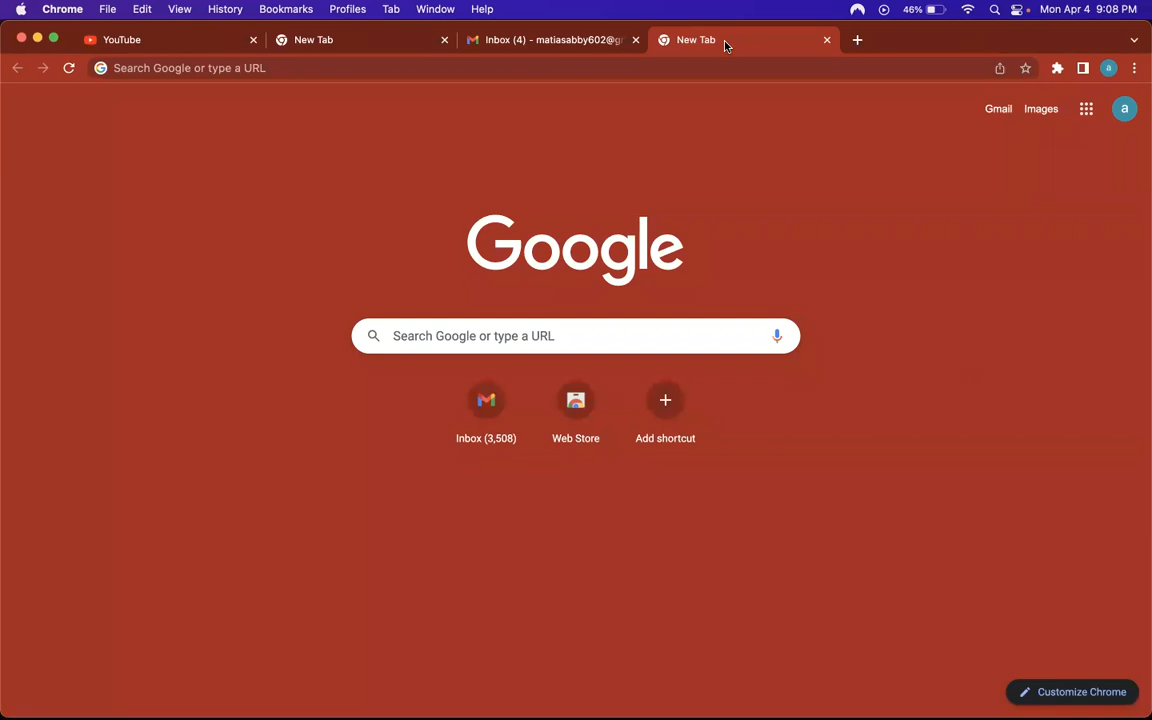 Chrome File Edit View History Bookmarks Profiles Tab Window Help 46% Mon Apr 4 9:08 PM
YouTube New Tab Inbox (4) - matiasabby602@g New Tab
Search Google or type a URL a
Gmail Images a
Google
Search Google or type a URL
Inbox (3,508) Web Store Add shortcut
Customize Chrome